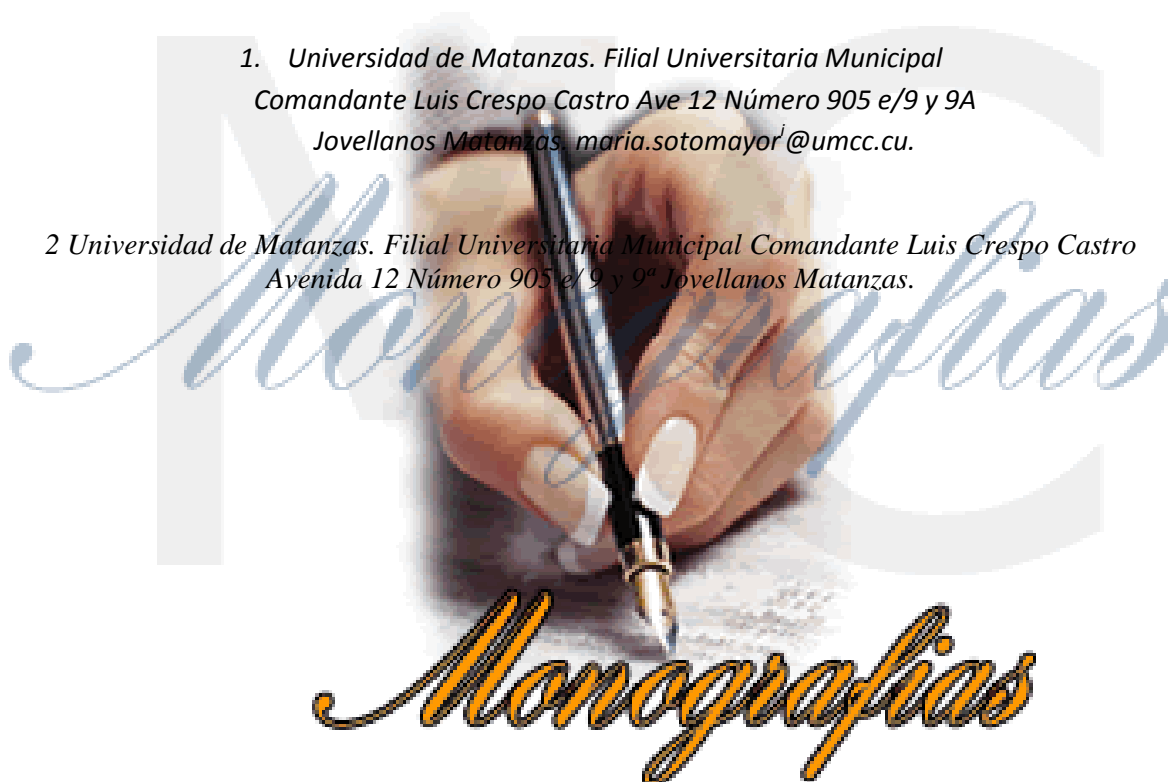 1. Universidad de Matanzas. Filial Universitaria Municipal
Comandante Luis Crespo Castro Ave 12 Número 905 e/9 y 9A
Jovellanos Matanzas. maria.sotomayorj@umcc.cu.
2 Universidad de Matanzas. Filial Universitaria Municipal Comandante Luis Crespo Castro
Avenida 12 Número 905 e/ 9 y 9ª Jovellanos Matanzas.
Monografias
Monografias